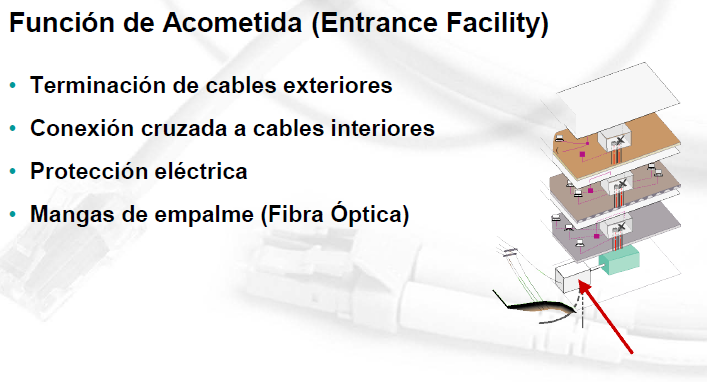 Función de Acometida (Entrance Facility)
• Terminación de cables exteriores
• Conexión cruzada a cables interiores
• Protección eléctrica
• Mangas de empalme (Fibra Óptica)